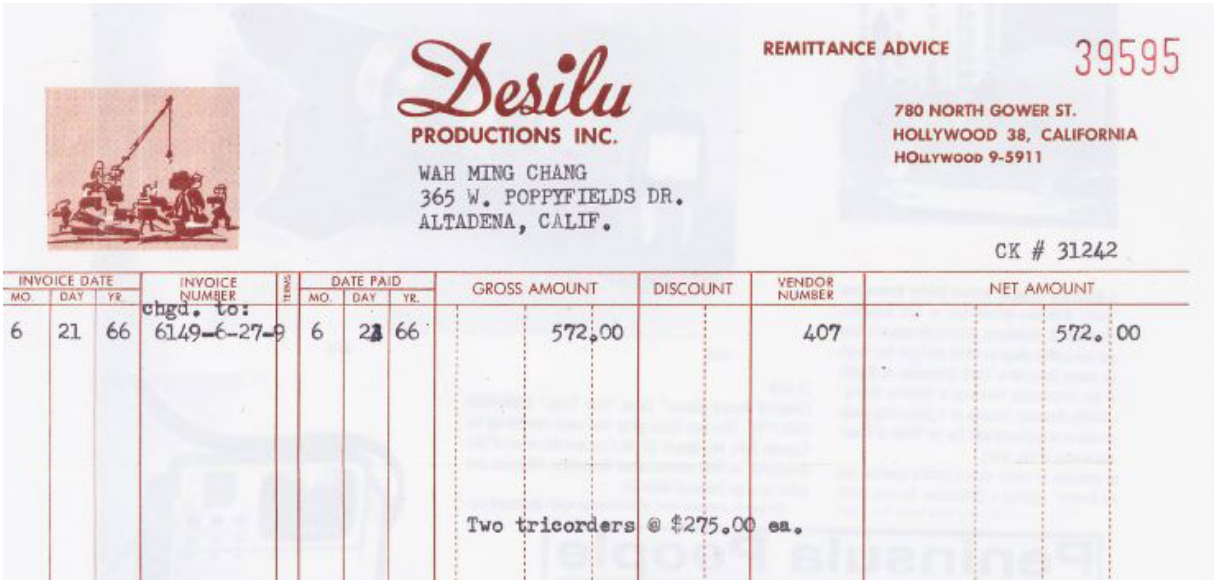 Desilu
PRODUCTIONS INC.
REMITTANCE ADVICE
39595
780 NORTH GOWER ST.
HOLLYWOOD 38, CALIFORNIA
HOLLYWOOD 9-5911
WAH MING CHANG
365 W. POPPYFIELDS DR.
ALTADENA, CALIF.
CK # 31242
INVOICE DATE INVOICE NUMBER TERMS DATE PAID GROSS AMOUNT DISCOUNT VENDOR NUMBER NET AMOUNT
MO. DAY YR. MO. DAY YR.
chgd. to:
6 21 66 6149-6-27-9 6 66 572.00 407 572.00
Two tricorders @ $275.00 ea.